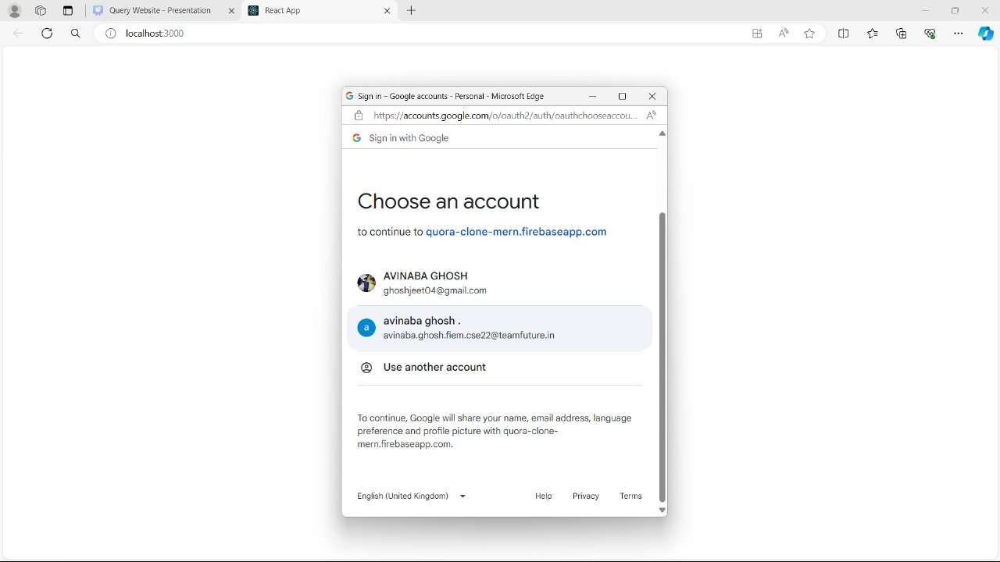 Query Website - Presentation
React App
localhost:3000
Sign in – Google accounts - Personal - Microsoft Edge
https://accounts.google.com/o/oauth2/auth/oauthchooseaccou...
Sign in with Google
Choose an account
to continue to quora-clone-mern.firebaseapp.com
AVINABA GHOSH
ghoshjeet04@gmail.com
a
avinaba ghosh .
avinaba.ghosh.fiem.cse22@teamfuture.in
Use another account
To continue, Google will share your name, email address, language
preference and profile picture with quora-clone-
mern.firebaseapp.com.
English (United Kingdom)
Help
Privacy
Terms